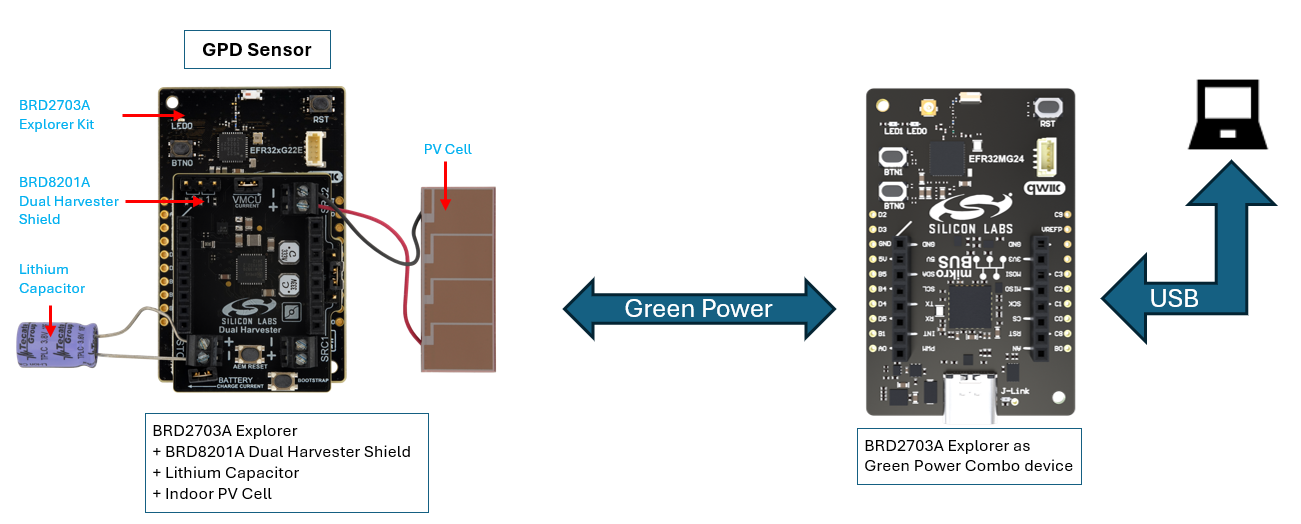 GPD Sensor
BRD2703A
Explorer Kit
BRD8201A
Dual Harvester
Shield
Lithium
Capacitor
PV Cell
LED0
RST
EFR32xG22E
BTN0
VMCU
CURRENT
SRC2
SILICON LABS
Dual Harvester
SRC1
AEM RESET
BATTERY
CHARGE CURRENT
BOOTSTRAP
BRD2703A Explorer
+ BRD8201A Dual Harvester Shield
+ Lithium Capacitor
+ Indoor PV Cell
Green Power
LED1 LED0
RST
EFR32MG24
BTN1
BTN0
qwiic
SILICON LABS
D2
D3
GND
5V
B5
B4
D4
D5
B1
A0
GND
5V
SDA
SCL
TX
RX
INT
PWM
mikro
BUS
GND
3V3
MOSI
MISO
SCK
CS
RST
AN
C9
VREFP
C3
C2
C1
C0
C8
B0
J-Link
BRD2703A Explorer as
Green Power Combo device
USB